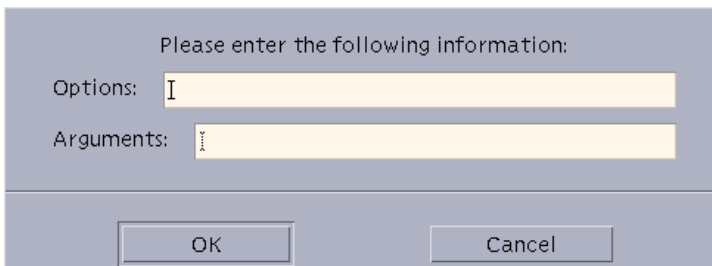 Please enter the following information:
Options:
Arguments:
OK Cancel